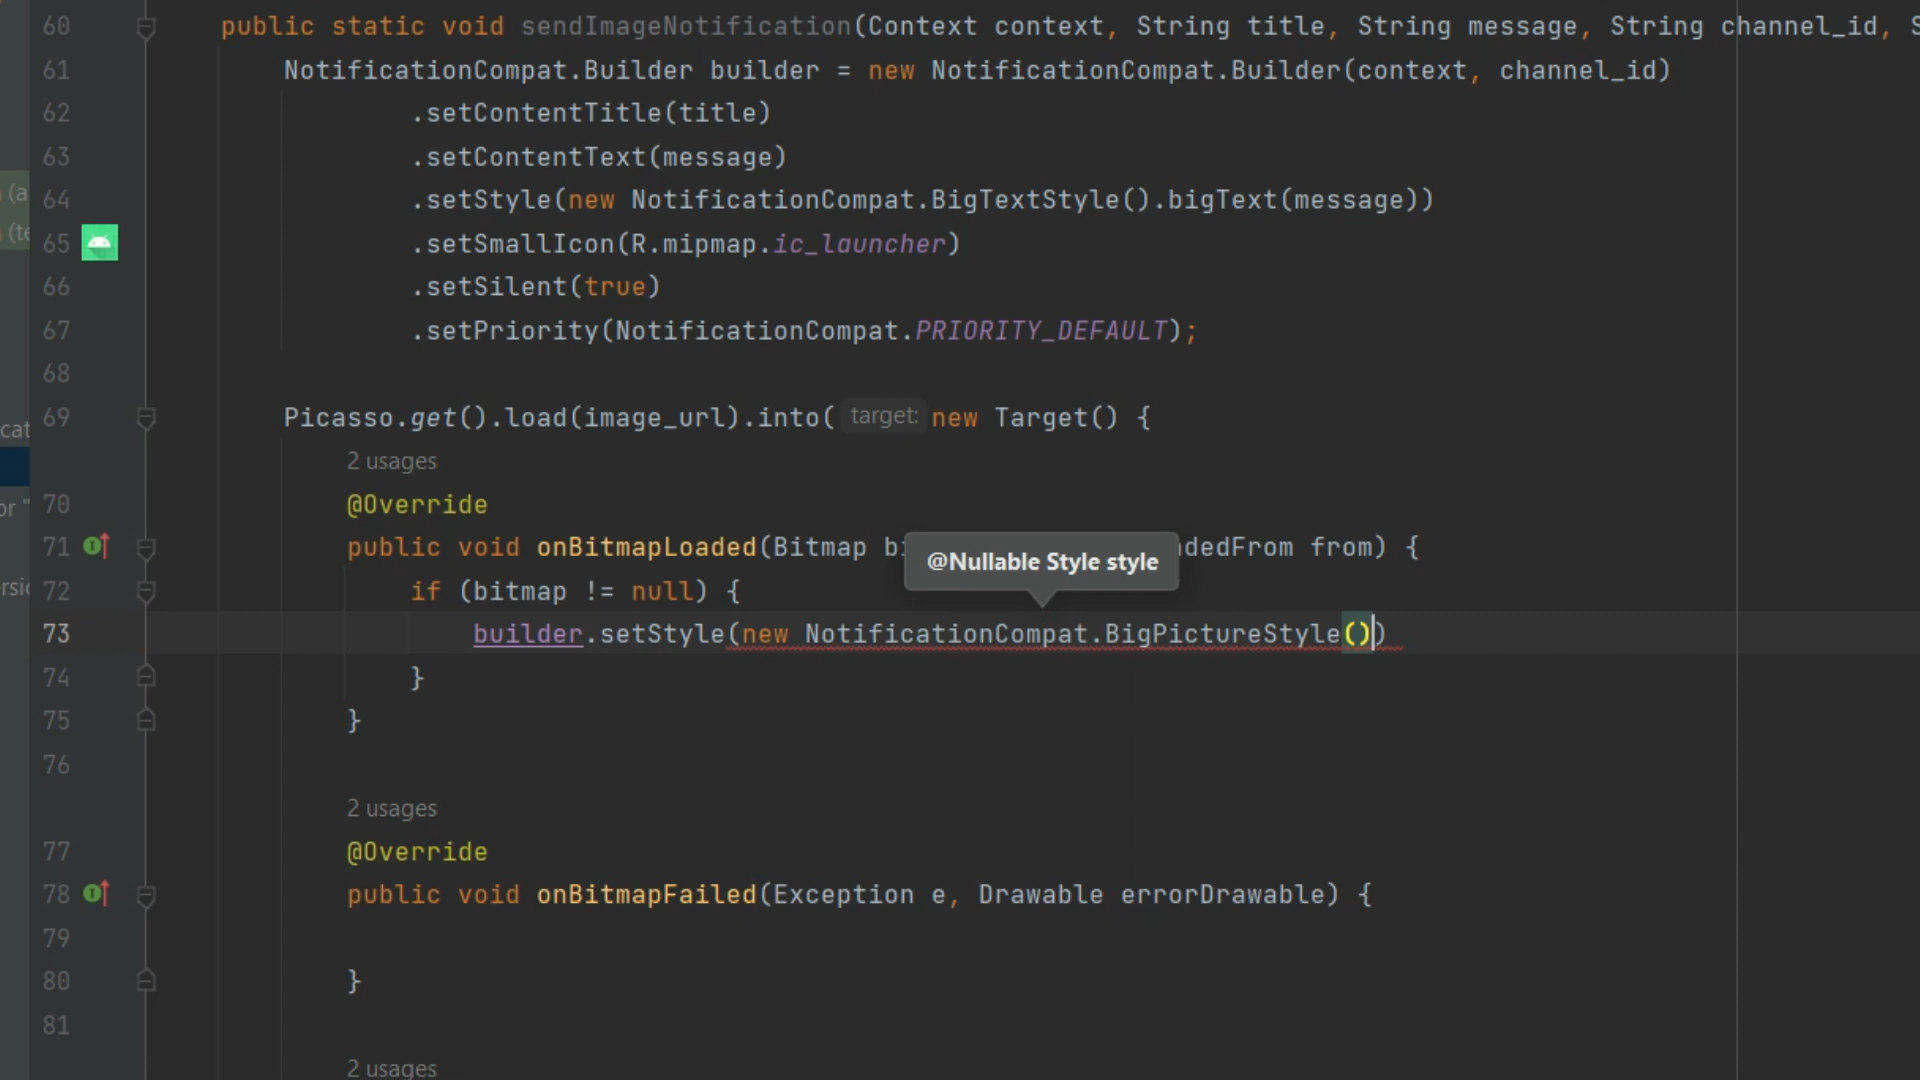 60 public static void sendImageNotification(Context context, String title, String message, String channel_id, S
61 NotificationCompat.Builder builder = new NotificationCompat.Builder(context, channel_id)
62 .setContentTitle(title)
63 .setContentText(message)
64 .setStyle(new NotificationCompat.BigTextStyle().bigText(message))
65 .setSmallIcon(R.mipmap.ic_launcher)
66 .setSilent(true)
67 .setPriority(NotificationCompat.PRIORITY_DEFAULT);
68
69 Picasso.get().load(image_url).into( target: new Target() {
2 usages
70 @Override
71 public void onBitmapLoaded(Bitmap bi dedFrom from) {
@Nullable Style style
72 if (bitmap != null) {
73 builder.setStyle(new NotificationCompat.BigPictureStyle())
74 }
75 }
76
2 usages
77 @Override
78 public void onBitmapFailed(Exception e, Drawable errorDrawable) {
79
80 }
81
2 usages
(a
(te
cat
or "
rsio